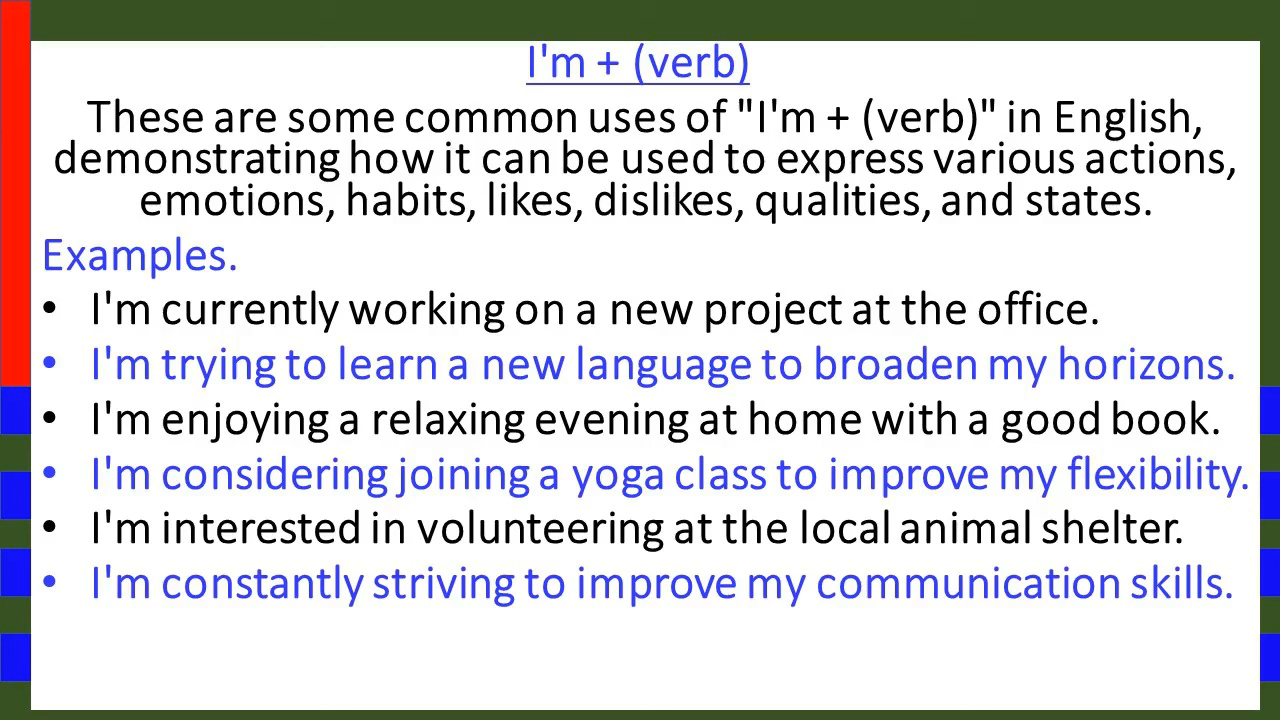 I'm + (verb)
These are some common uses of "I'm + (verb)" in English,
demonstrating how it can be used to express various actions,
emotions, habits, likes, dislikes, qualities, and states.
Examples.
• I'm currently working on a new project at the office.
• I'm trying to learn a new language to broaden my horizons.
• I'm enjoying a relaxing evening at home with a good book.
• I'm considering joining a yoga class to improve my flexibility.
• I'm interested in volunteering at the local animal shelter.
• I'm constantly striving to improve my communication skills.